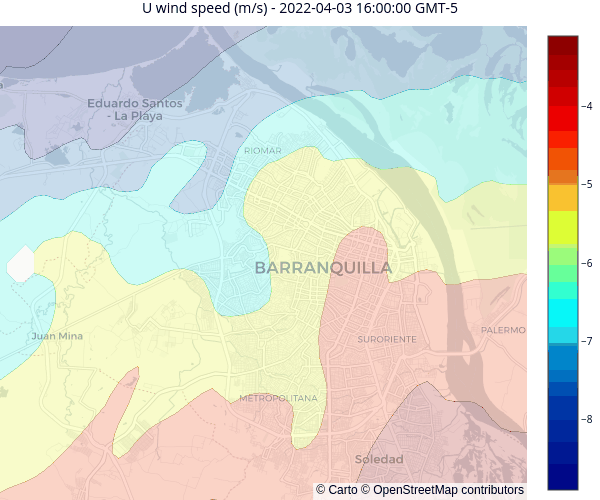 U wind speed (m/s) - 2022-04-03 16:00:00 GMT-5
Eduardo Santos
- La Playa
RIOMAR
BARRANQUILLA
Juan Mina
SURORIENTE
PALERMO
METROPOLITANA
Soledad
© Carto © OpenStreetMap contributors
−4
−5
−6
−7
−8